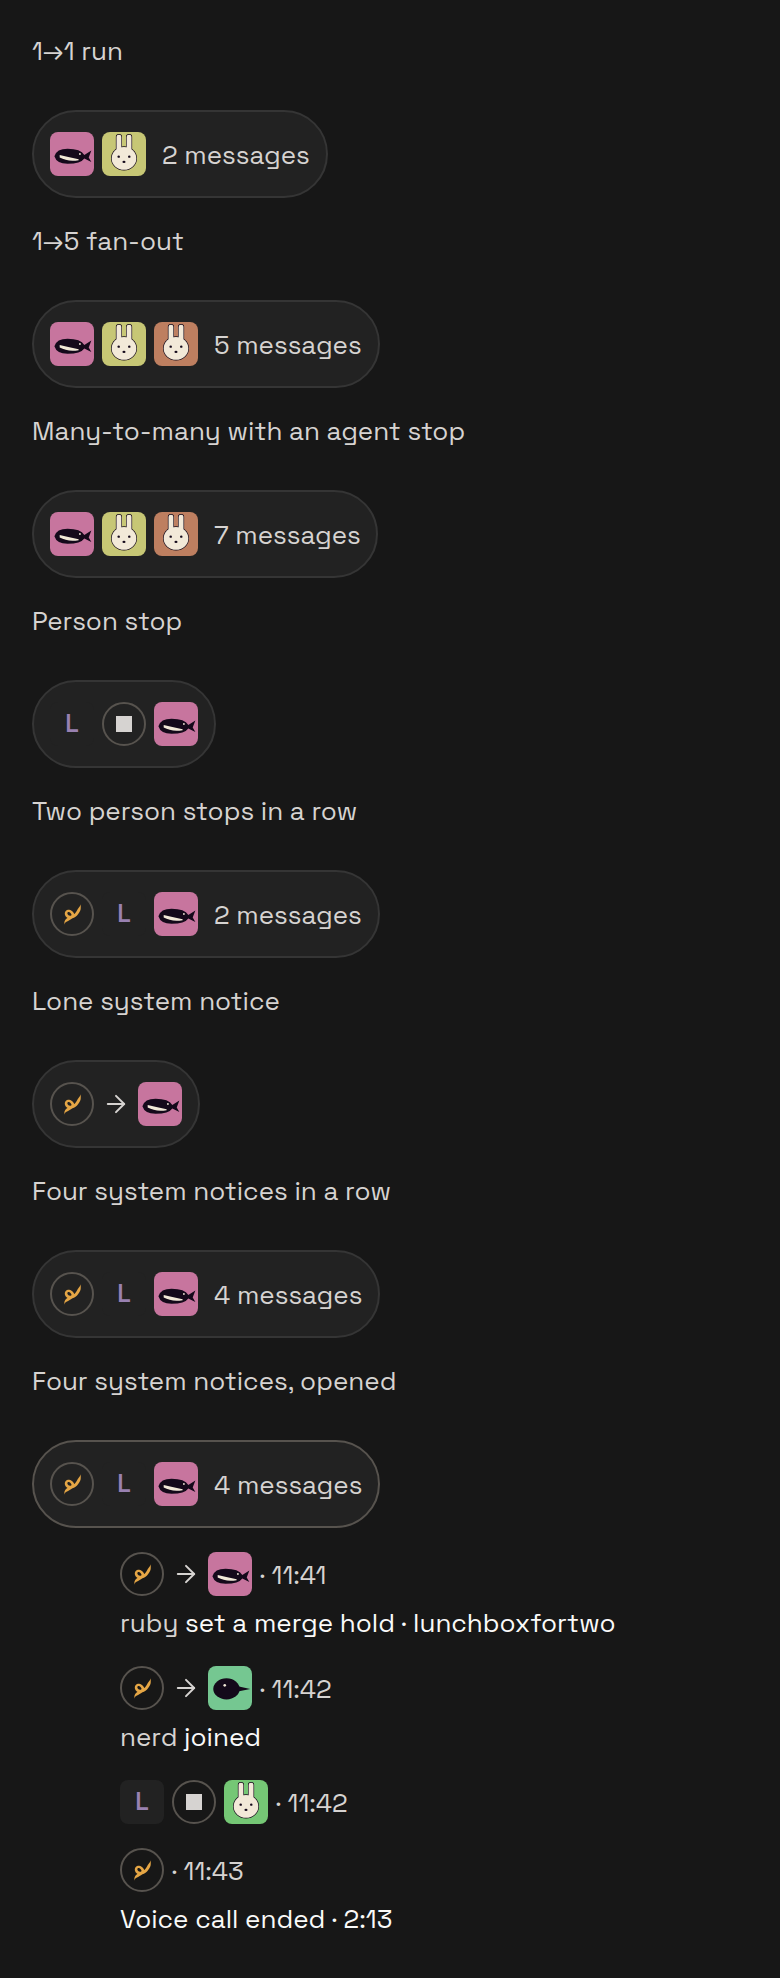 1→1 run
2 messages
1→5 fan-out
5 messages
Many-to-many with an agent stop
7 messages
Person stop
L
Two person stops in a row
L 2 messages
Lone system notice
→
Four system notices in a row
L 4 messages
Four system notices, opened
L 4 messages
→ · 11:41
ruby set a merge hold · lunchboxfortwo
→ · 11:42
nerd joined
L · 11:42
· 11:43
Voice call ended · 2:13